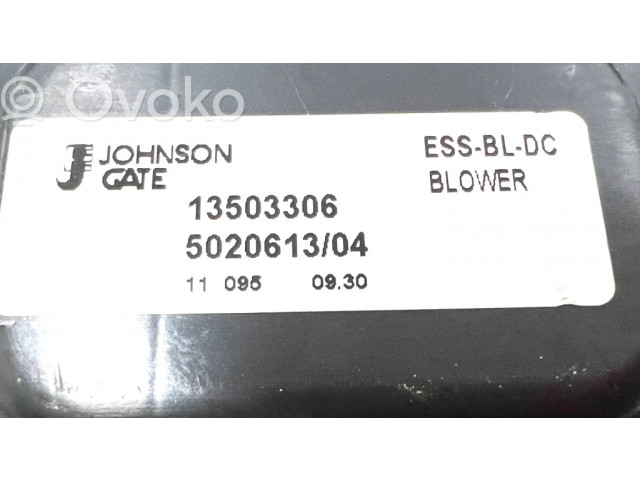 Ovoko
JOHNSON
GATE
ESS-BL-DC
BLOWER
13503306
5020613/04
11 095 09.30